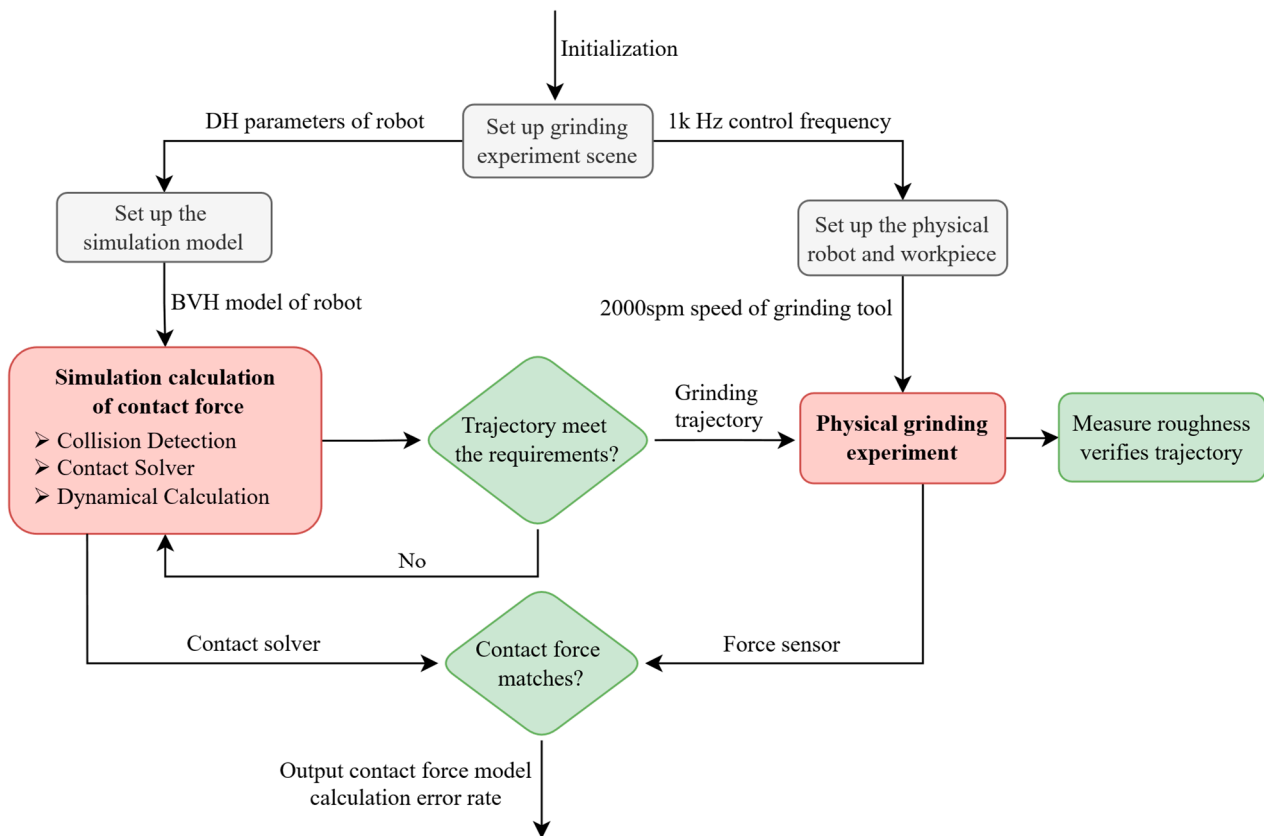 Initialization
DH parameters of robot
Set up grinding
experiment scene
1k Hz control frequency
Set up the
simulation model
Set up the physical
robot and workpiece
BVH model of robot
2000spm speed of grinding tool
Simulation calculation
of contact force
➢ Collision Detection
➢ Contact Solver
➢ Dynamical Calculation
Trajectory meet
the requirements?
Grinding
trajectory
Physical grinding
experiment
Measure roughness
verifies trajectory
No
Contact solver
Contact force
matches?
Force sensor
Output contact force model
calculation error rate